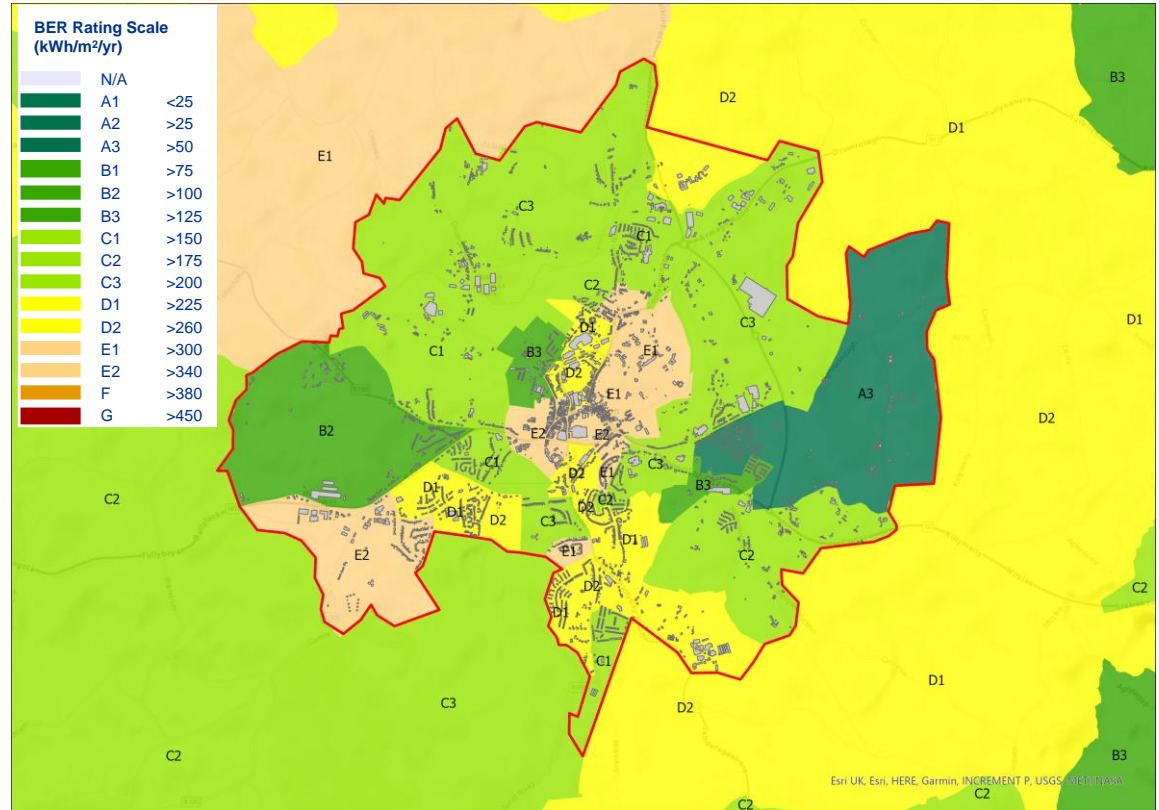 BER Rating Scale
(kWh/m²/yr)
N/A
A1 <25
A2 >25
A3 >50
B1 >75
B2 >100
B3 >125
C1 >150
C2 >175
C3 >200
D1 >225
D2 >260
E1 >300
E2 >340
F >380
G >450
B3
D2
D1
E1
C3
C1
C2
D1
C3
D1
C1
B3
E1
D2
A3
E1
D2
B2
E2
E2
C1
C3
D2
E1
B3
D1
C2
C2
D1
D2
D2
C3
D1
E1
C2
E2
D2
C2
D1
C1
D1
C3
D2
C2
B3
Esri UK, Esri, HERE, Garmin, INCREMENT P, USGS, METI/NASA
C2
C2